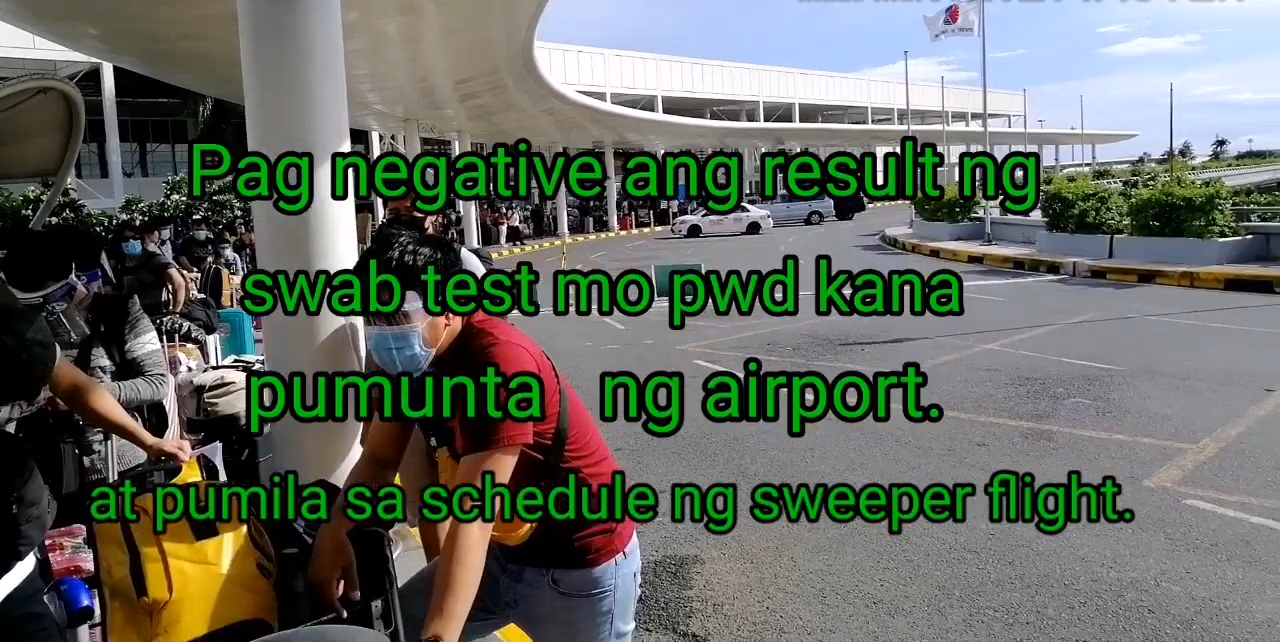 Pag negative ang result ng
swab test mo pwd kana
pumunta ng airport.
at pumila sa schedule ng sweeper flight.